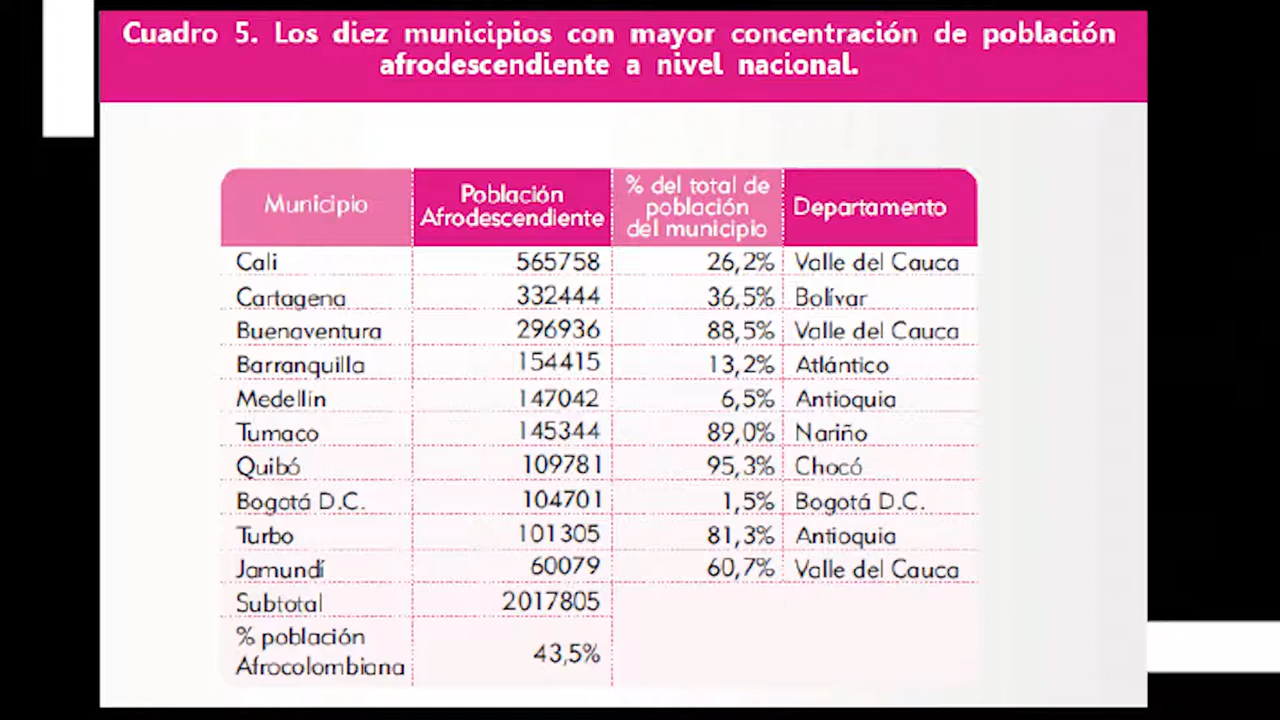 Cuadro 5. Los diez municipios con mayor concentración de población
afrodescendiente a nivel nacional.
Municipio Población Afrodescendiente % del total de población del municipio Departamento
Cali 565758 26,2% Valle del Cauca
Cartagena 332444 36,5% Bolívar
Buenaventura 296936 88,5% Valle del Cauca
Barranquilla 154415 13,2% Atlántico
Medellín 147042 6,5% Antioquia
Tumaco 145344 89,0% Nariño
Quibó 109781 95,3% Chocó
Bogotá D.C. 104701 1,5% Bogotá D.C.
Turbo 101305 81,3% Antioquia
Jamundí 60079 60,7% Valle del Cauca
Subtotal 2017805
% población
Afrocolombiana 43,5%